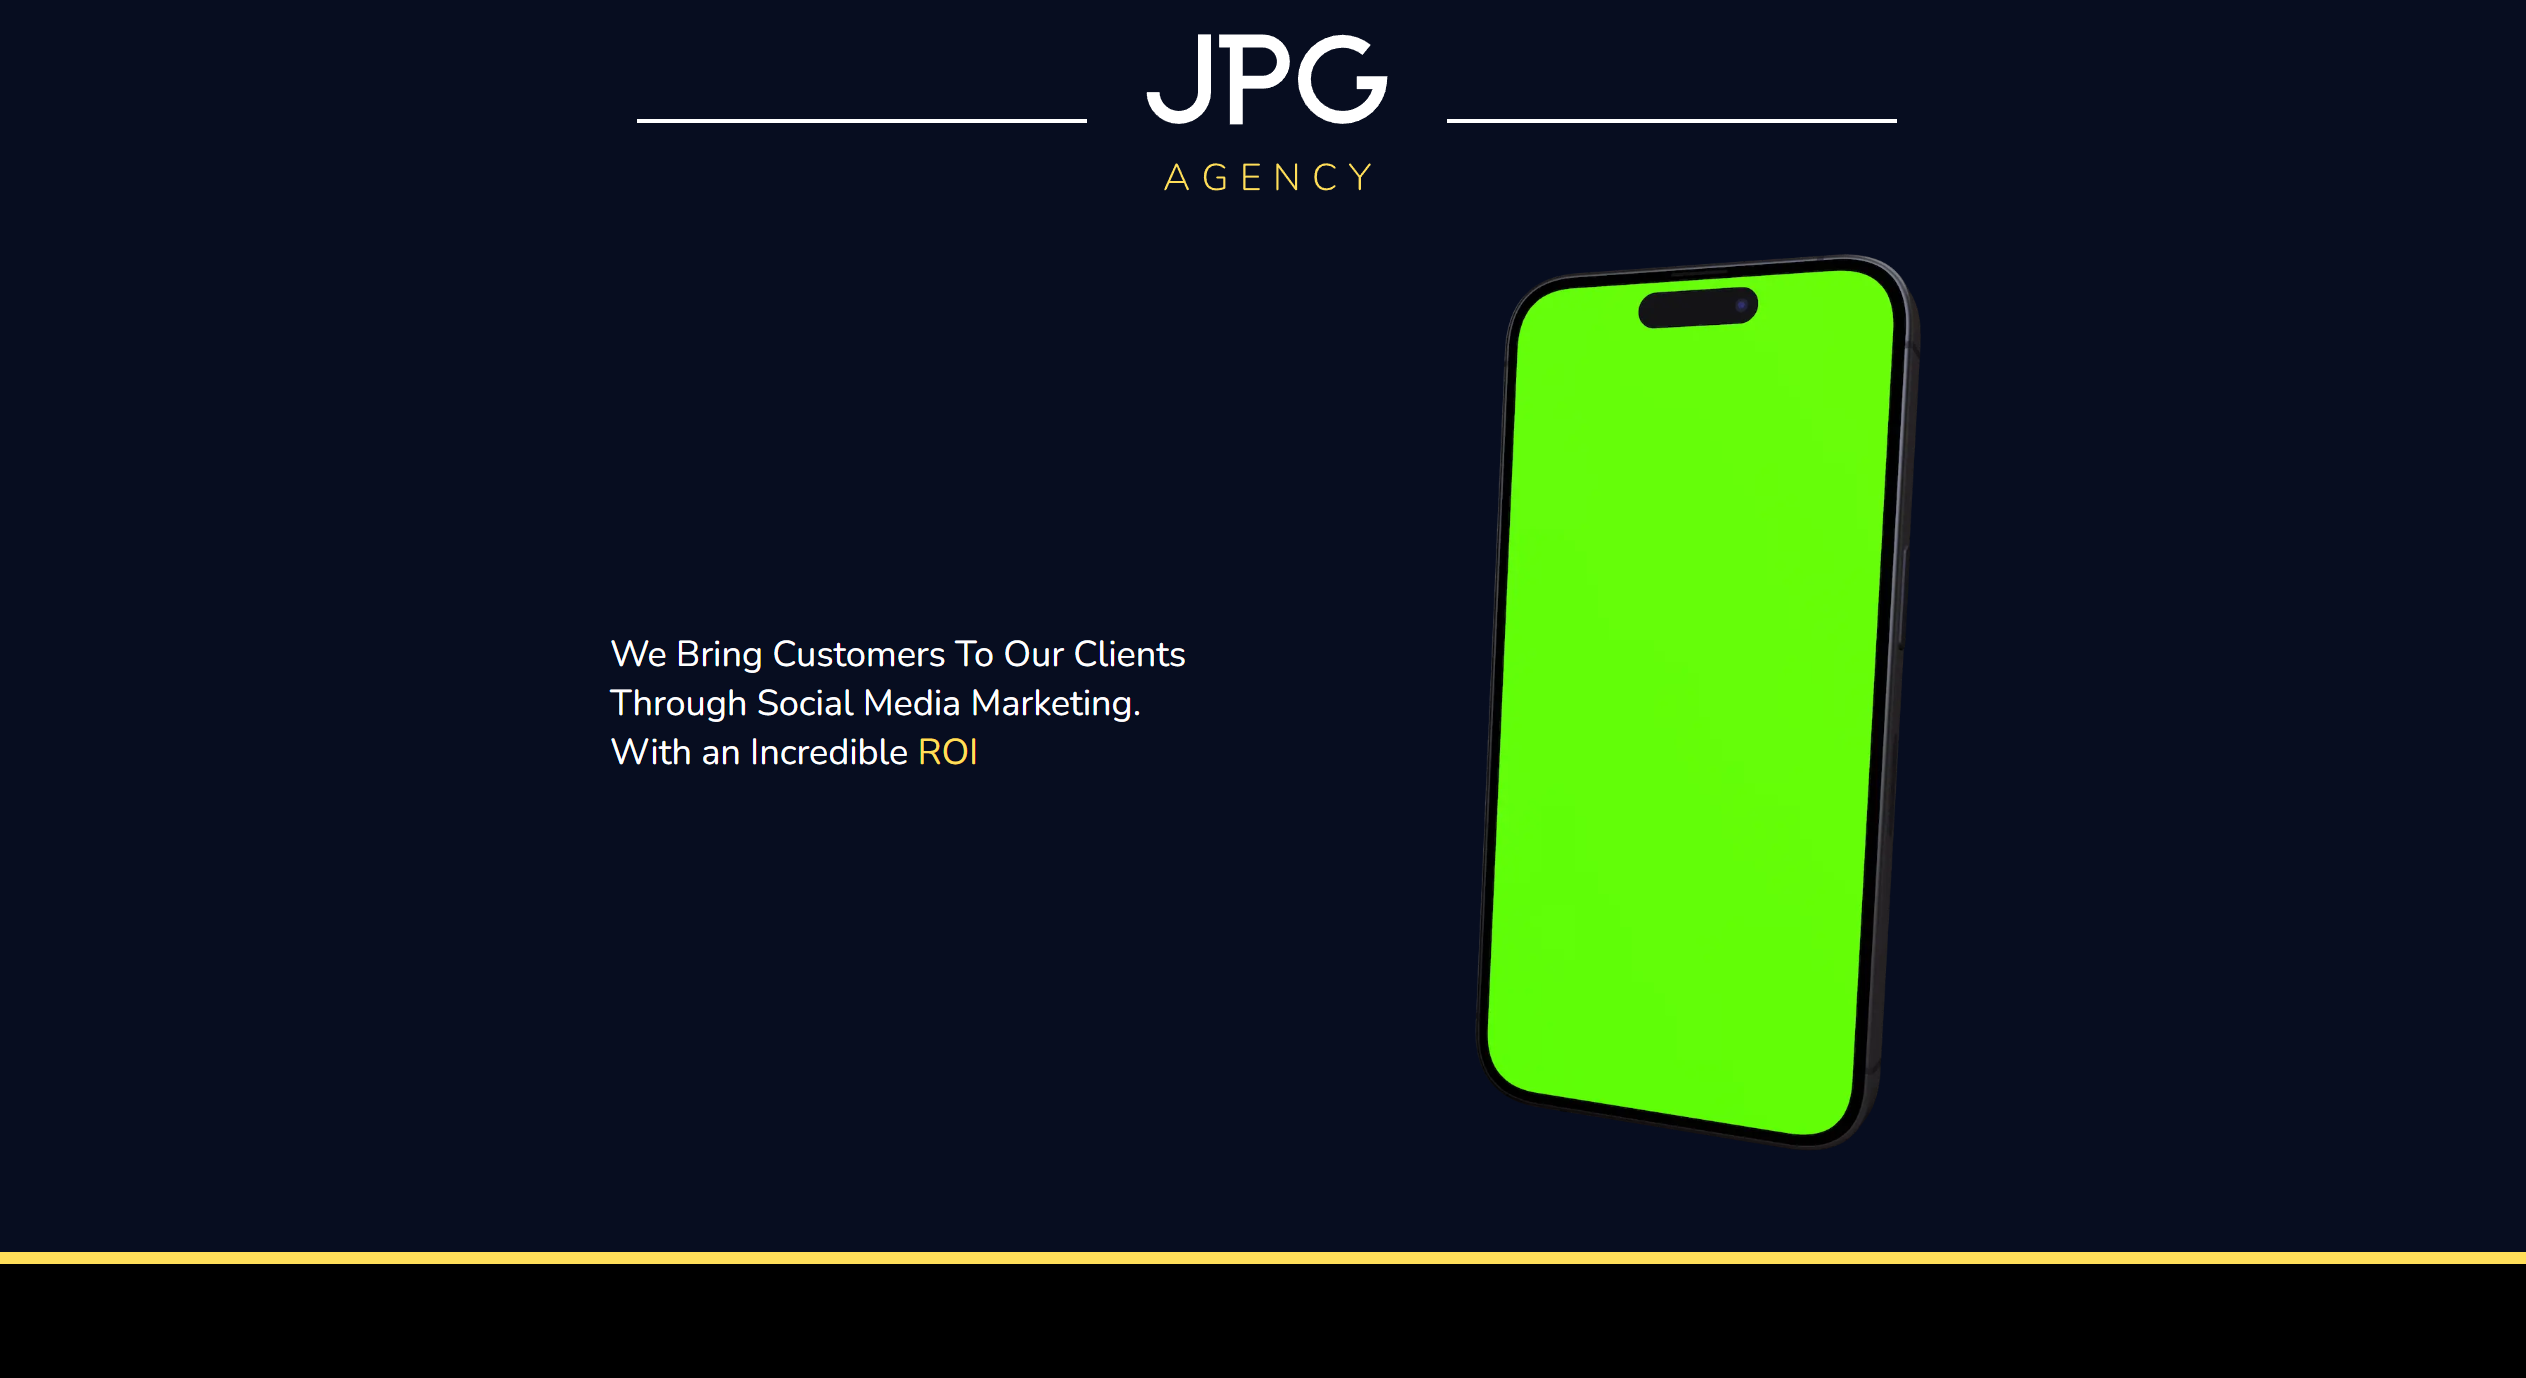 JPG
AGENCY
We Bring Customers To Our Clients
Through Social Media Marketing.
With an Incredible ROI